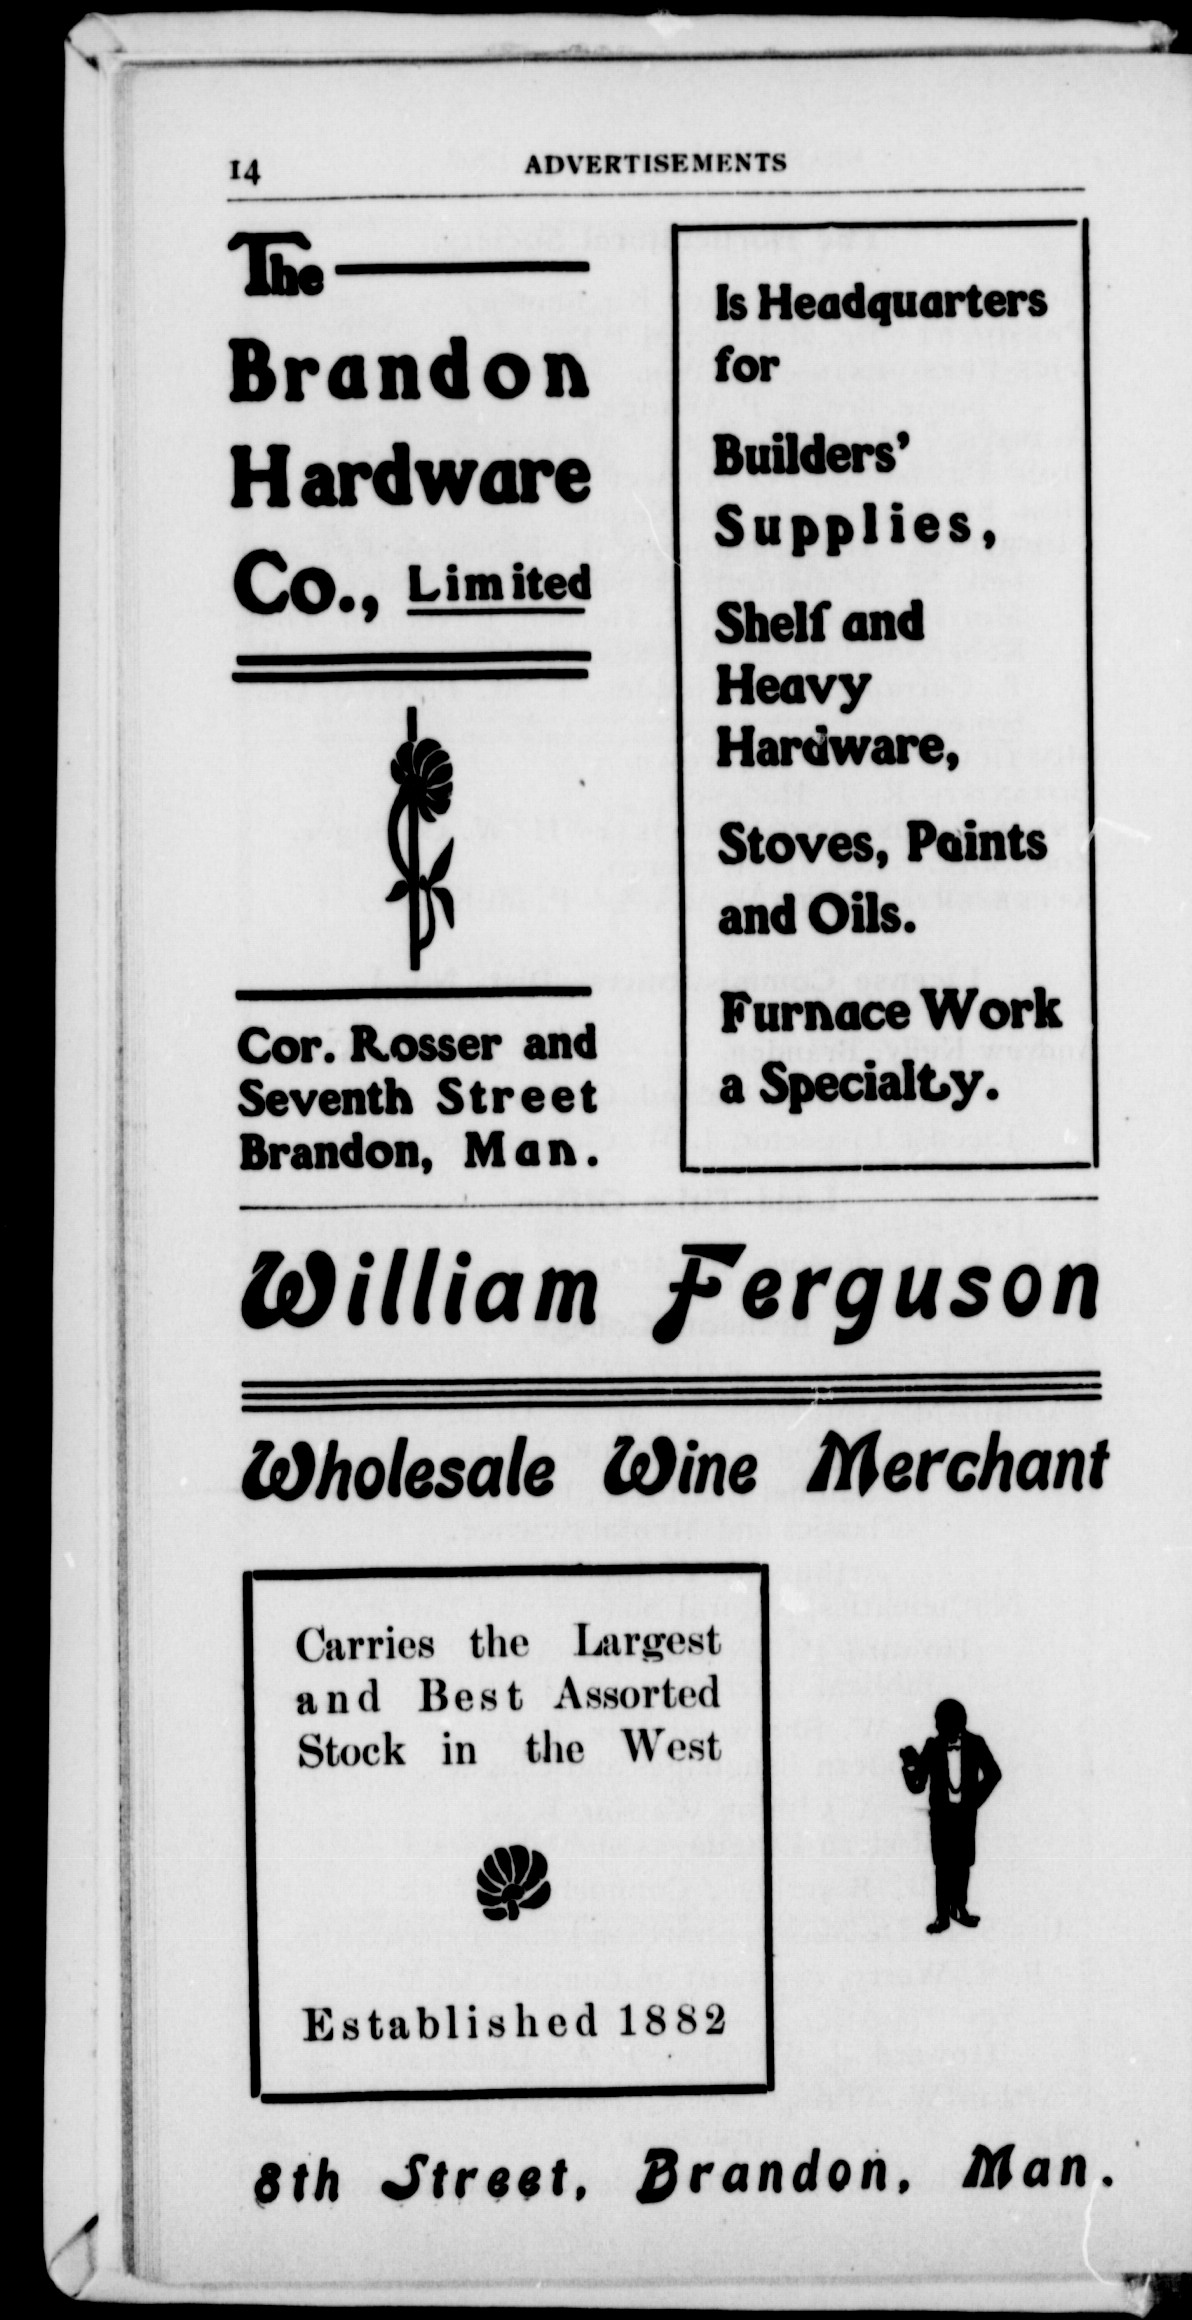 14
ADVERTISEMENTS
The
Brandon
Hardware
Co., Limited
Cor. Rosser and
Seventh Street
Brandon, Man.
Is Headquarters
for
Builders'
Supplies,
Shelf and
Heavy
Hardware,
Stoves, Paints
and Oils.
Furnace Work
a Specialty.
William Ferguson
Wholesale Wine Merchant
Carries the Largest
and Best Assorted
Stock in the West
Established 1882
8th Street, Brandon, Man.